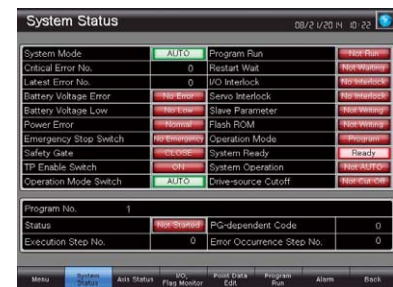 System Status 08/21/2014 10:22
System Mode AUTO Program Run Not Run
Critical Error No. 0 Restart Wait Not Waiting
Latest Error No. 0 I/O Interlock No Interlock
Battery Voltage Error No Error Servo Interlock No Interlock
Battery Voltage Low No Low Slave Parameter Not Writing
Power Error Normal Flash ROM Not Writing
Emergency Stop Switch No Emergency Operation Mode Program
Safety Gate CLOSE System Ready Ready
TP Enable Switch ON System Operation Not AUTO
Operation Mode Switch AUTO Drive-source Cutoff Not Cut Off
Program No. 1
Status Not Started PG-dependent Code 0
Execution Step No. 0 Error Occurrence Step No. 0
Menu System Status Axis Status I/O, Flag Monitor Point Data Edit Program Run Alarm Back